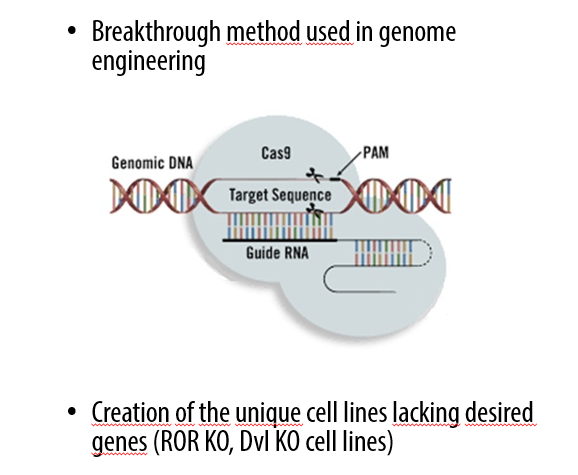 • Breakthrough method used in genome
engineering
Cas9
PAM
Genomic DNA
Target Sequence
Guide RNA
• Creation of the unique cell lines lacking desired
genes (ROR KO, Dvl KO cell lines)